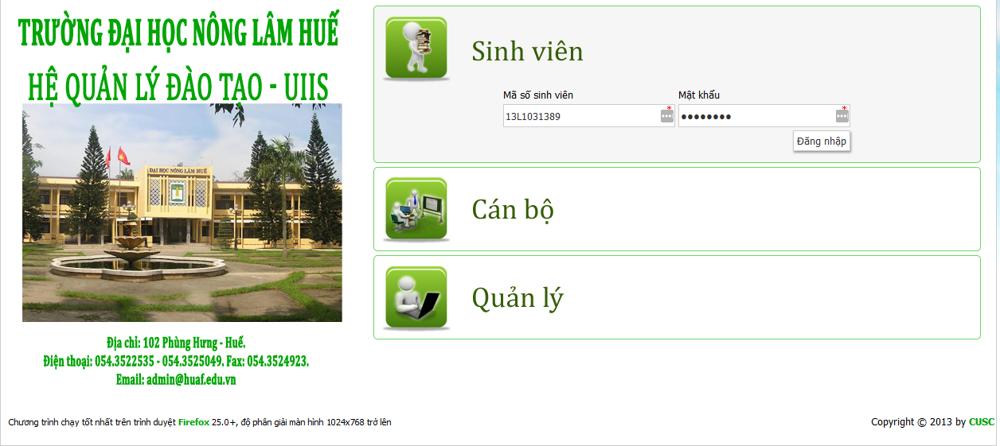 TRƯỜNG ĐẠI HỌC NÔNG LÂM HUẾ
HỆ QUẢN LÝ ĐÀO TẠO - UIIS
ĐẠI HỌC NÔNG LÂM HUẾ
Địa chỉ: 102 Phùng Hưng - Huế.
Điện thoại: 054.3522535 - 054.3525049. Fax: 054.3524923.
Email: admin@huaf.edu.vn
Sinh viên
Mã số sinh viên
Mật khẩu
13L1031389
••••••••
Đăng nhập
Cán bộ
Quản lý
Chương trình chạy tốt nhất trên trình duyệt Firefox 25.0+, độ phân giải màn hình 1024x768 trở lên
Copyright © 2013 by CUSC